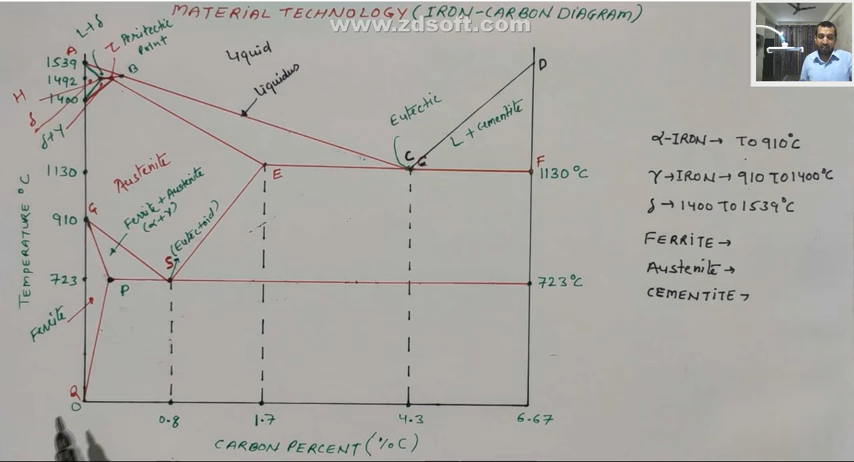 MATERIAL TECHNOLOGY (IRON-CARBON DIAGRAM)
www.zdsoft.com
L+δ
Peritectic
Point
A
1539
1492
1400
B
H
δ
δ+γ
Liquid
Liquidus
D
Eutectic
L + cementite
C
E
F
1130
1130°C
Austenite
Ferrite + Austenite
(α+γ)
(Eutectoid)
G
910
S
723
P
723°C
Ferrite
Q
0
0.8
1.7
4.3
6.67
TEMPERATURE °C
CARBON PERCENT (%C)
α-IRON → TO 910°C
γ→IRON → 910 TO 1400°C
δ → 1400 TO 1539°C
FERRITE →
Austenite →
CEMENTITE →